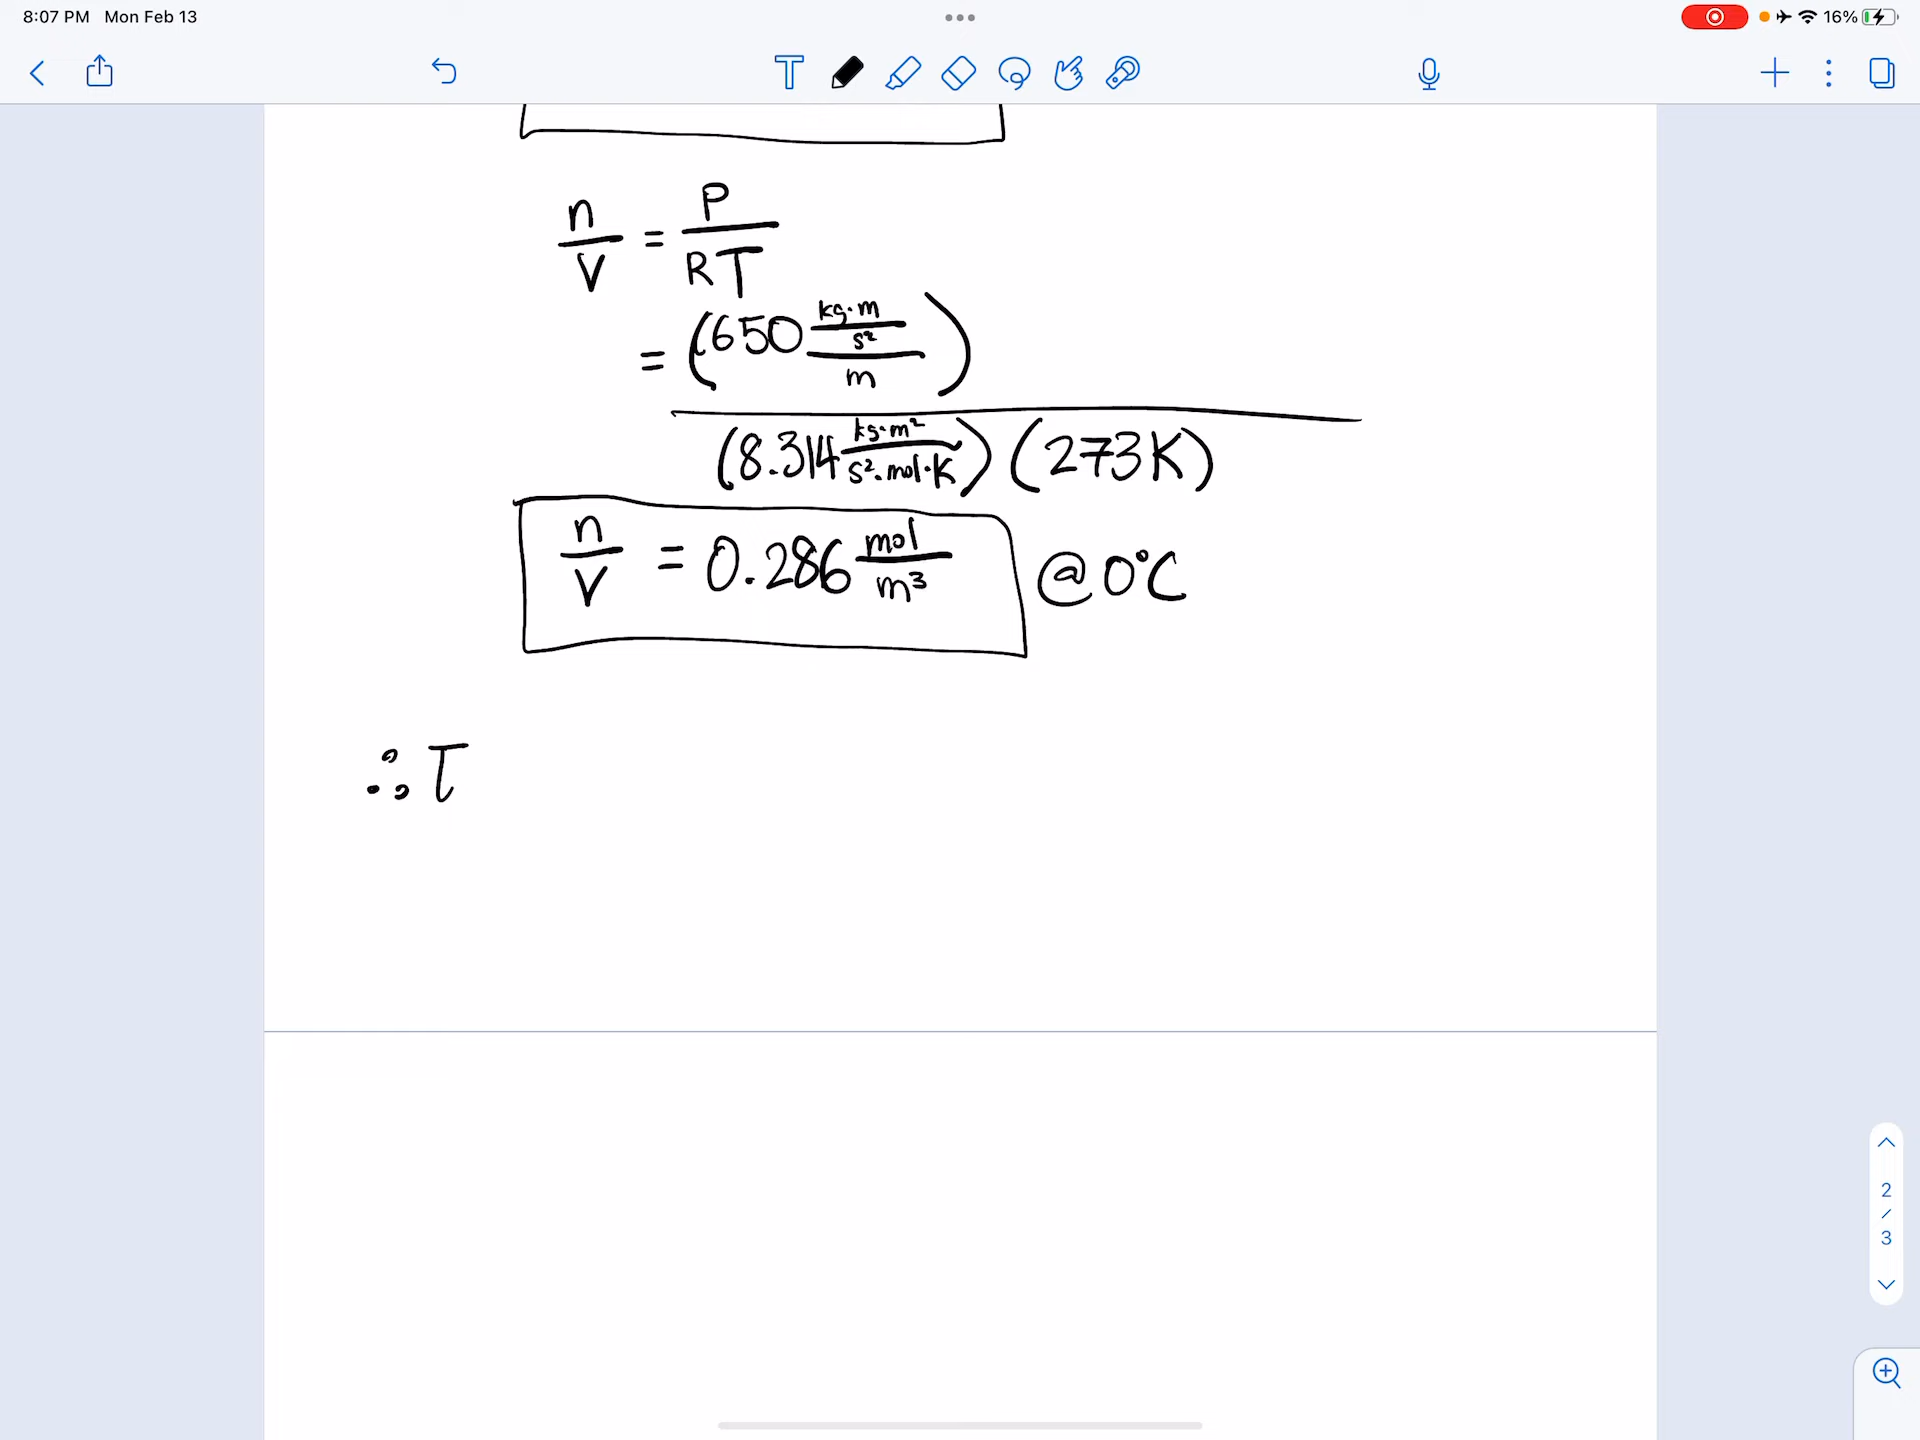 8:07 PM Mon Feb 13
16%
T
n/V = P/RT
= (650 kg·m/s²/m)
(8.314 kg·m²/s²·mol·K)(273K)
n/V = 0.286 mol/m³ @ 0°C
∴ T
2
/
3